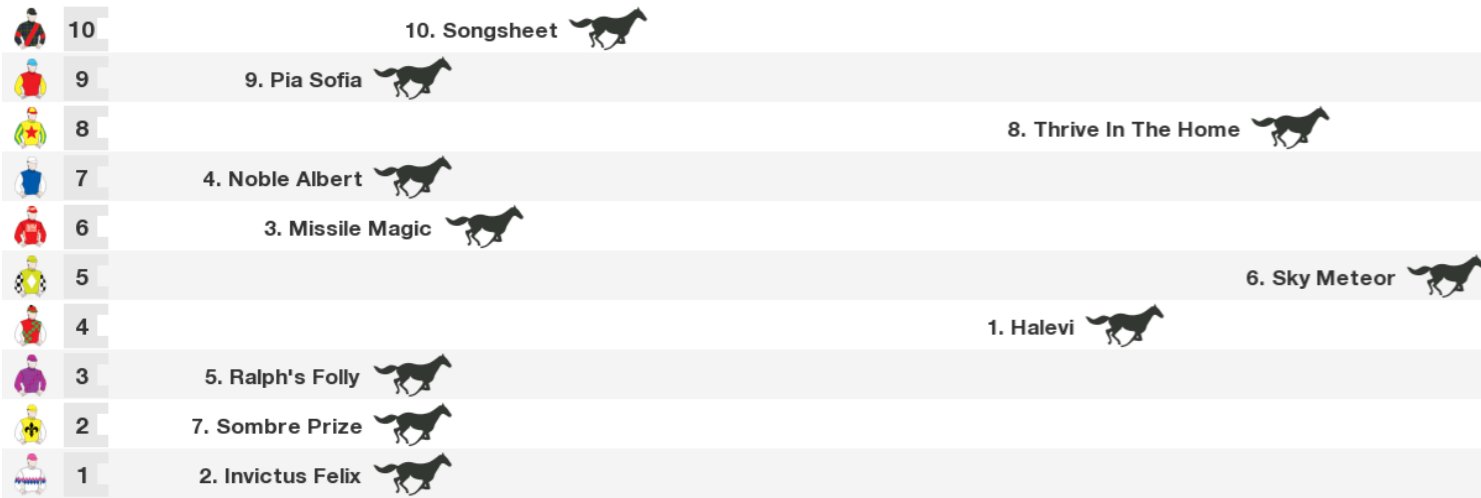 10 10. Songsheet
9 9. Pia Sofia
8 8. Thrive In The Home
7 4. Noble Albert
6 3. Missile Magic
5 6. Sky Meteor
4 1. Halevi
3 5. Ralph's Folly
2 7. Sombre Prize
1 2. Invictus Felix